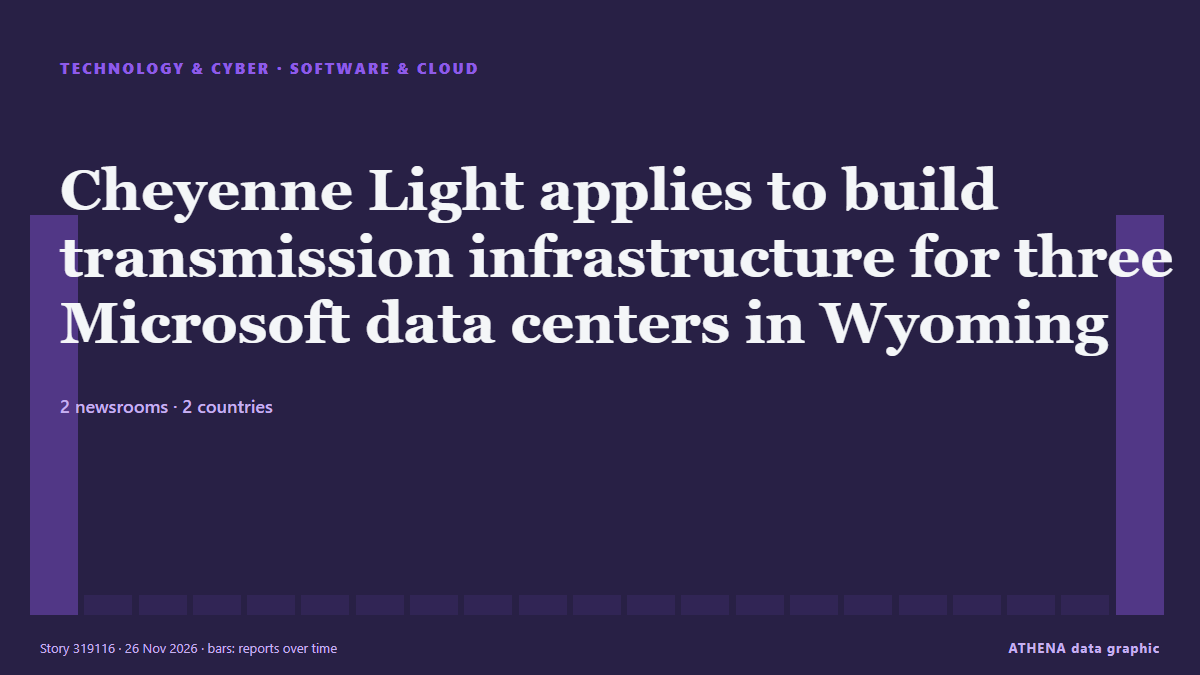 TECHNOLOGY & CYBER · SOFTWARE & CLOUD
Cheyenne Light applies to build
transmission infrastructure for three
Microsoft data centers in Wyoming
2 newsrooms · 2 countries
Story 319116 · 26 Nov 2026 · bars: reports over time
ATHENA data graphic